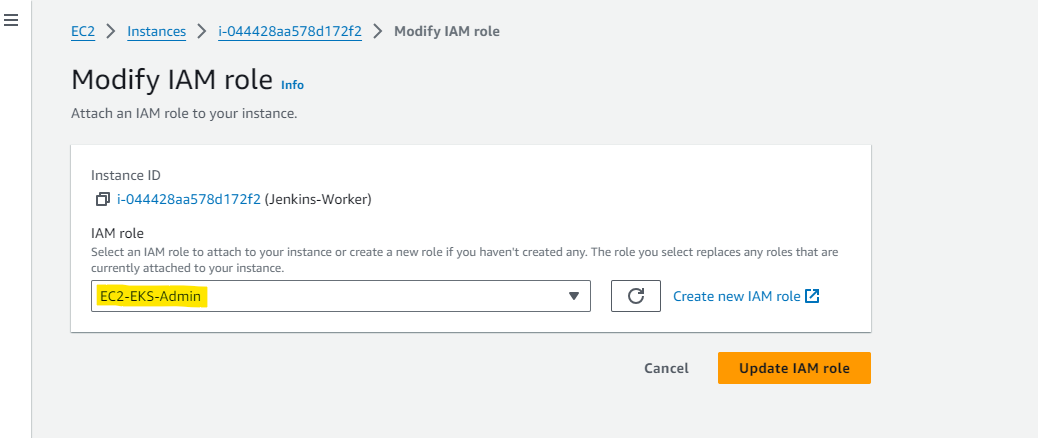 EC2 > Instances > i-044428aa578d172f2 > Modify IAM role
Modify IAM role Info
Attach an IAM role to your instance.
Instance ID
i-044428aa578d172f2 (Jenkins-Worker)
IAM role
Select an IAM role to attach to your instance or create a new role if you haven't created any. The role you select replaces any roles that are
currently attached to your instance.
EC2-EKS-Admin
Create new IAM role
Cancel
Update IAM role